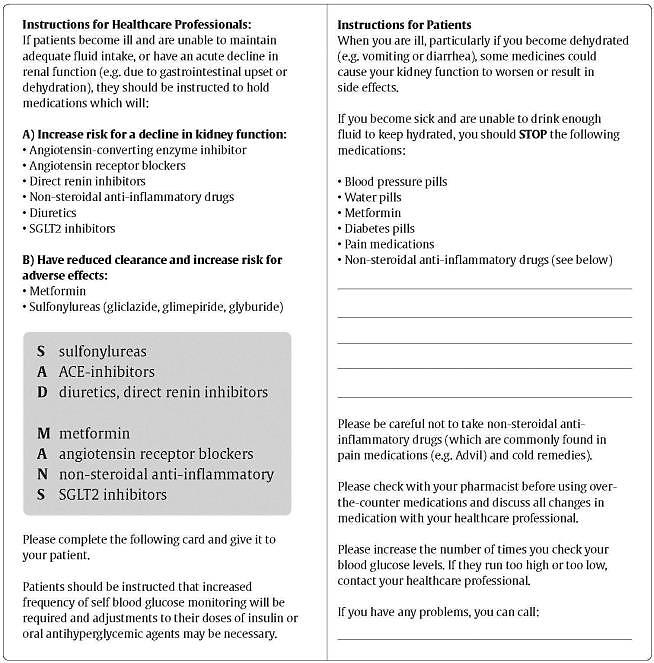 Instructions for Healthcare Professionals:
If patients become ill and are unable to maintain
adequate fluid intake, or have an acute decline in
renal function (e.g. due to gastrointestinal upset or
dehydration), they should be instructed to hold
medications which will:
A) Increase risk for a decline in kidney function:
• Angiotensin-converting enzyme inhibitor
• Angiotensin receptor blockers
• Direct renin inhibitors
• Non-steroidal anti-inflammatory drugs
• Diuretics
• SGLT2 inhibitors
B) Have reduced clearance and increase risk for
adverse effects:
• Metformin
• Sulfonylureas (gliclazide, glimepiride, glyburide)
S sulfonylureas
A ACE-inhibitors
D diuretics, direct renin inhibitors
M metformin
A angiotensin receptor blockers
N non-steroidal anti-inflammatory
S SGLT2 inhibitors
Please complete the following card and give it to
your patient.
Patients should be instructed that increased
frequency of self blood glucose monitoring will be
required and adjustments to their doses of insulin or
oral antihyperglycemic agents may be necessary.
Instructions for Patients
When you are ill, particularly if you become dehydrated
(e.g. vomiting or diarrhea), some medicines could
cause your kidney function to worsen or result in
side effects.
If you become sick and are unable to drink enough
fluid to keep hydrated, you should STOP the following
medications:
• Blood pressure pills
• Water pills
• Metformin
• Diabetes pills
• Pain medications
• Non-steroidal anti-inflammatory drugs (see below)
Please be careful not to take non-steroidal anti-
inflammatory drugs (which are commonly found in
pain medications (e.g. Advil) and cold remedies).
Please check with your pharmacist before using over-
the-counter medications and discuss all changes in
medication with your healthcare professional.
Please increase the number of times you check your
blood glucose levels. If they run too high or too low,
contact your healthcare professional.
If you have any problems, you can call: